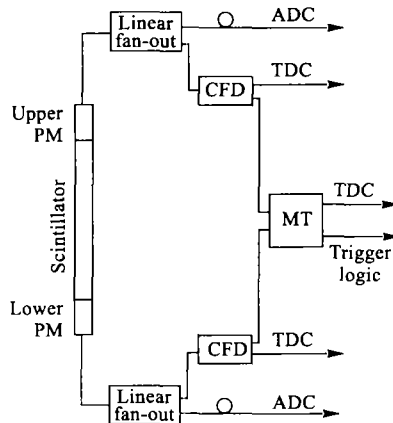 Linear
fan-out
ADC
TDC
CFD
Upper
PM
Scintillator
TDC
MT
Trigger
logic
Lower
PM
CFD
TDC
Linear
fan-out
ADC